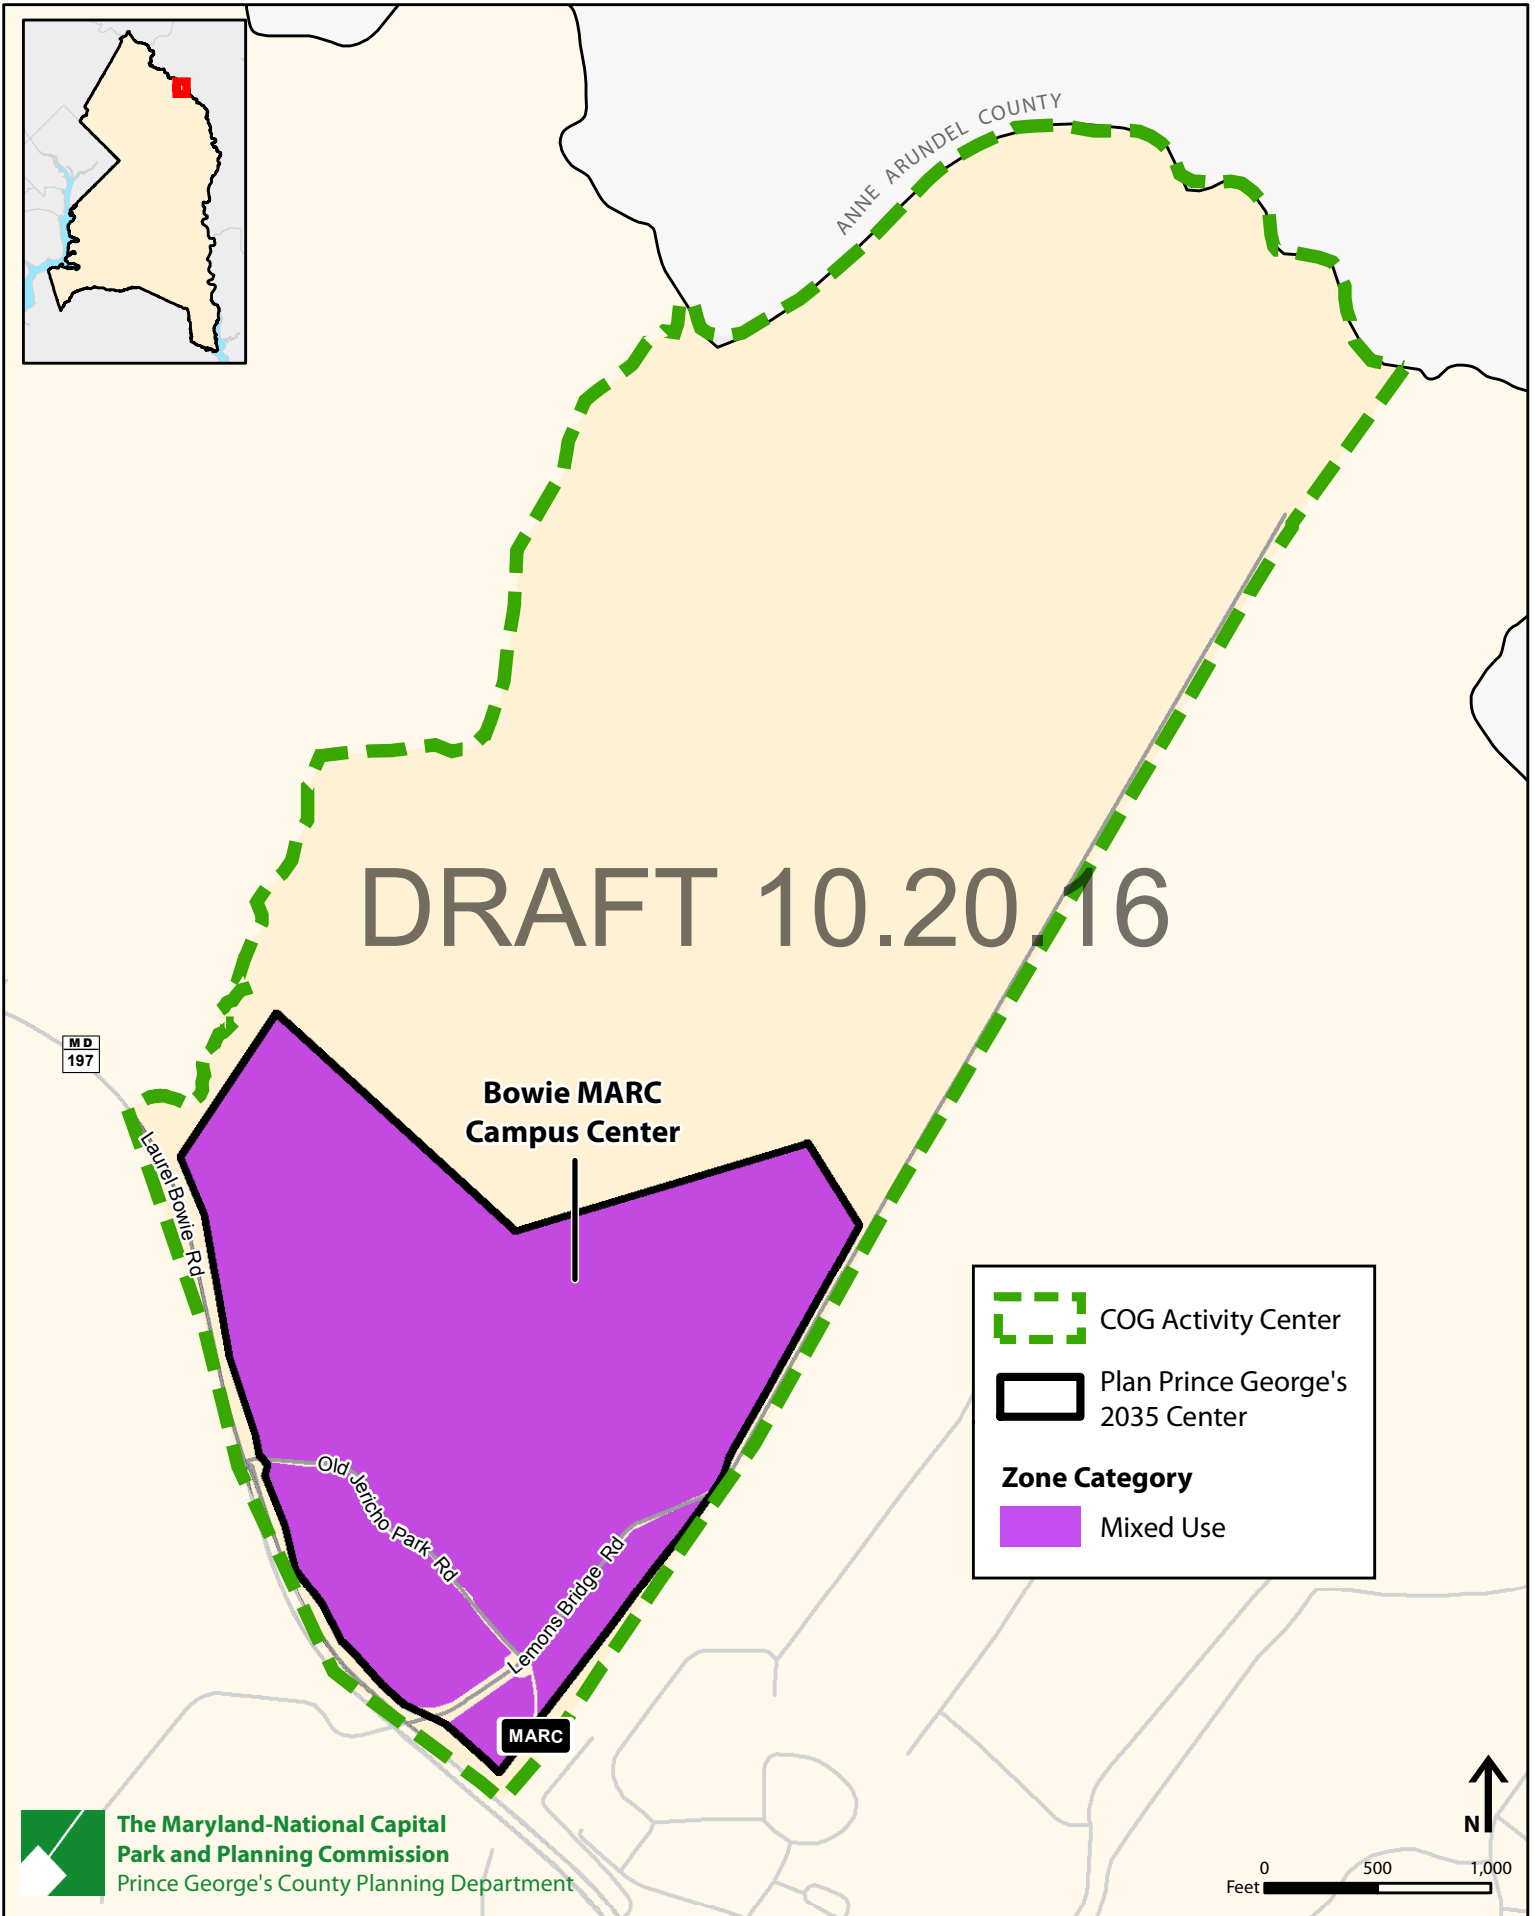 ANNE ARUNDEL COUNTY
DRAFT 10.20.16
MD
197
Laurel-Bowie Rd
Bowie MARC
Campus Center
Old Jericho Park Rd
Lemons Bridge Rd
MARC
COG Activity Center
Plan Prince George's
2035 Center
Zone Category
Mixed Use
The Maryland-National Capital
Park and Planning Commission
Prince George's County Planning Department
N
0 500 1,000
Feet